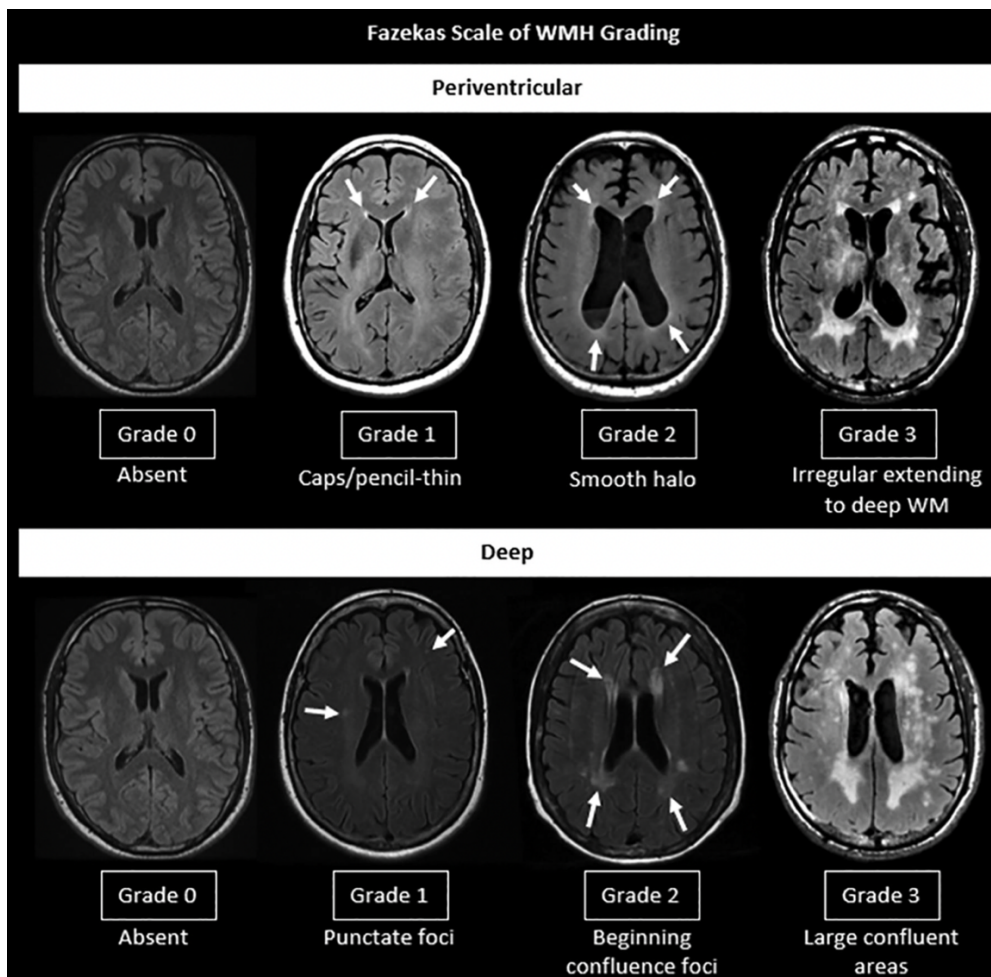 Fazekas Scale of WMH Grading
Periventricular
Grade 0
Absent
Grade 1
Caps/pencil-thin
Grade 2
Smooth halo
Grade 3
Irregular extending
to deep WM
Deep
Grade 0
Absent
Grade 1
Punctate foci
Grade 2
Beginning
confluence foci
Grade 3
Large confluent
areas